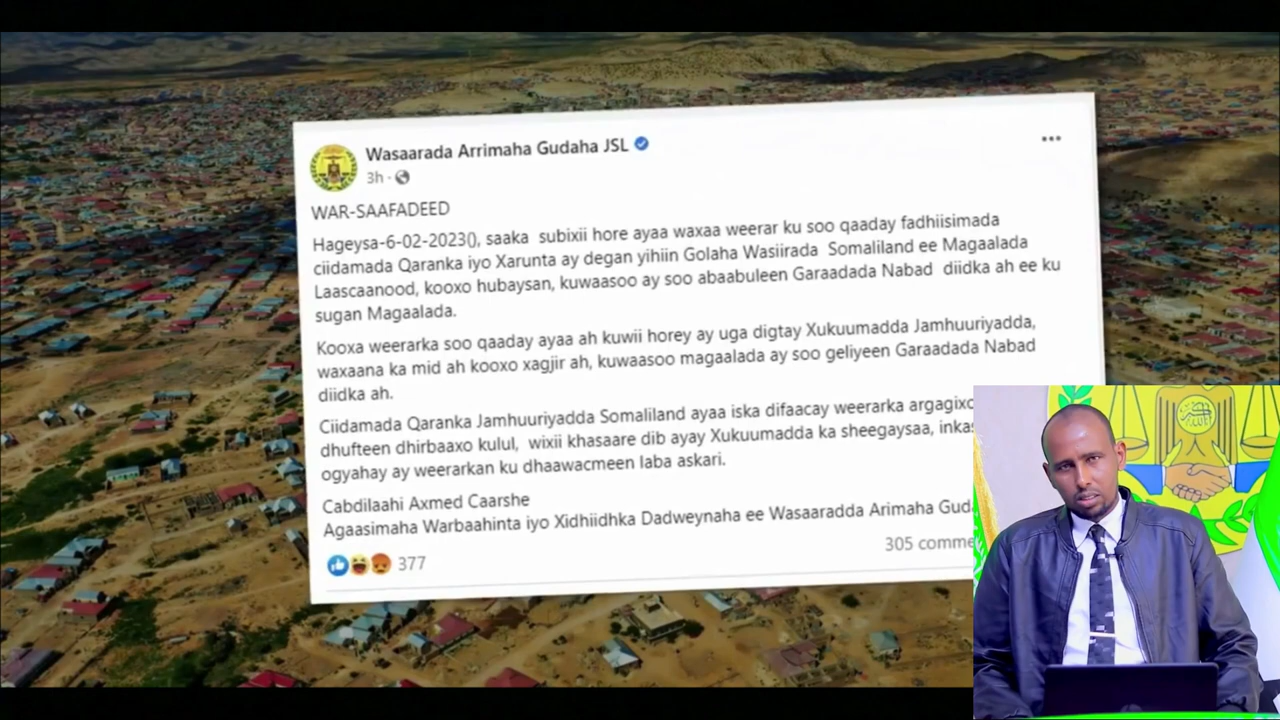 Wasaarada Arrimaha Gudaha JSL
3h
WAR-SAAFADEED
Hageysa-6-02-2023(), saaka subixii hore ayaa waxaa weerar ku soo qaaday fadhiisimada
ciidamada Qaranka iyo Xarunta ay degan yihiin Golaha Wasiirada Somaliland ee Magaalada
Laascaanood, kooxo hubaysan, kuwaasoo ay soo abaabuleen Garaadada Nabad diidka ah ee ku
sugan Magaalada.
Kooxa weerarka soo qaaday ayaa ah kuwii horey ay uga digtay Xukuumadda Jamhuuriyadda,
waxaana ka mid ah kooxo xagjir ah, kuwaasoo magaalada ay soo geliyeen Garaadada Nabad
diidka ah.
Ciidamada Qaranka Jamhuuriyadda Somaliland ayaa iska difaacay weerarka
dhufteen dhirbaaxo kulul, wixii khasaare dib ayay Xukuumadda ka sheegaysaa,
ogyahay ay weerarkan ku dhaawacmeen laba askari.
Cabdilaahi Axmed Caarshe
Agaasimaha Warbaahinta iyo Xidhiidhka Dadweynaha ee Wasaaradda Arimaha
377
305